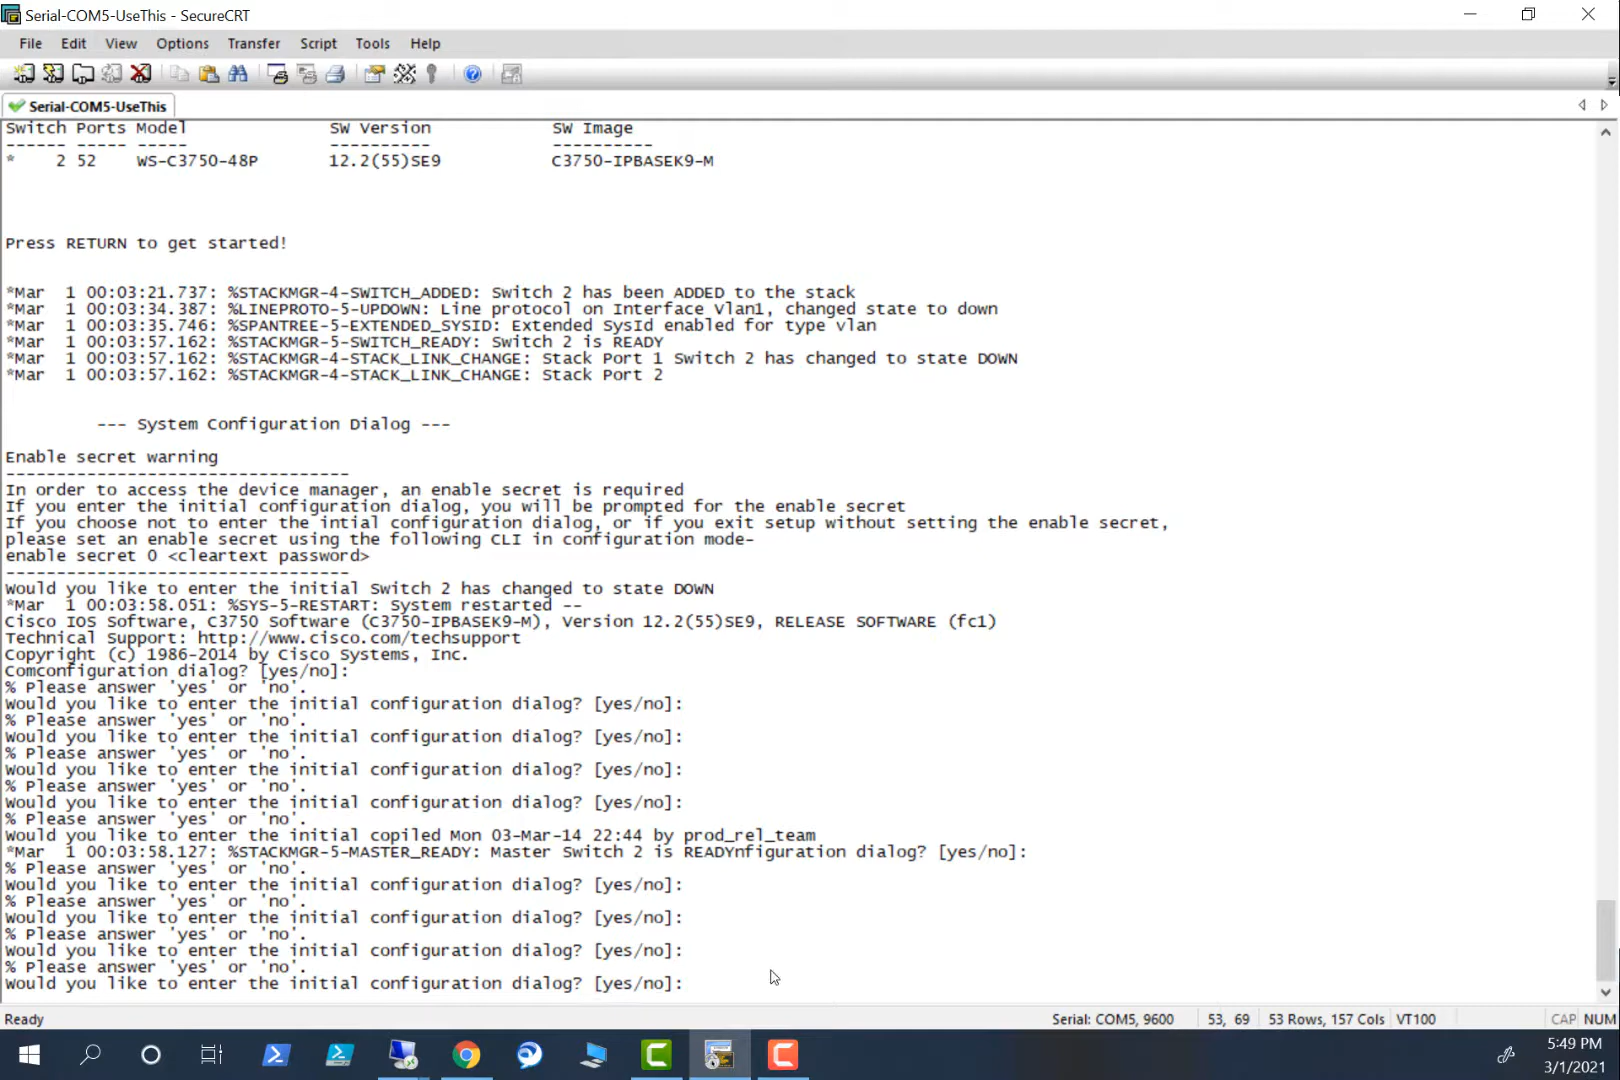 Serial-COM5-UseThis - SecureCRT
File Edit View Options Transfer Script Tools Help
Serial-COM5-UseThis
Switch Ports Model SW Version SW Image
------ ----- ----- ---------- ----------
* 2 52 WS-C3750-48P 12.2(55)SE9 C3750-IPBASEK9-M
Press RETURN to get started!
*Mar 1 00:03:21.737: %STACKMGR-4-SWITCH_ADDED: Switch 2 has been ADDED to the stack
*Mar 1 00:03:34.387: %LINEPROTO-5-UPDOWN: Line protocol on Interface Vlan1, changed state to down
*Mar 1 00:03:35.746: %SPANTREE-5-EXTENDED_SYSID: Extended SysId enabled for type vlan
*Mar 1 00:03:57.162: %STACKMGR-5-SWITCH_READY: Switch 2 is READY
*Mar 1 00:03:57.162: %STACKMGR-4-STACK_LINK_CHANGE: Stack Port 1 Switch 2 has changed to state DOWN
*Mar 1 00:03:57.162: %STACKMGR-4-STACK_LINK_CHANGE: Stack Port 2
--- System Configuration Dialog ---
Enable secret warning
----------------------------------
In order to access the device manager, an enable secret is required
If you enter the initial configuration dialog, you will be prompted for the enable secret
If you choose not to enter the intial configuration dialog, or if you exit setup without setting the enable secret,
please set an enable secret using the following CLI in configuration mode-
enable secret 0 <cleartext password>
----------------------------------
Would you like to enter the initial Switch 2 has changed to state DOWN
*Mar 1 00:03:58.051: %SYS-5-RESTART: System restarted --
Cisco IOS Software, C3750 Software (C3750-IPBASEK9-M), Version 12.2(55)SE9, RELEASE SOFTWARE (fc1)
Technical Support: http://www.cisco.com/techsupport
Copyright (c) 1986-2014 by Cisco Systems, Inc.
Comconfiguration dialog? [yes/no]:
% Please answer 'yes' or 'no'.
Would you like to enter the initial configuration dialog? [yes/no]:
% Please answer 'yes' or 'no'.
Would you like to enter the initial configuration dialog? [yes/no]:
% Please answer 'yes' or 'no'.
Would you like to enter the initial configuration dialog? [yes/no]:
% Please answer 'yes' or 'no'.
Would you like to enter the initial configuration dialog? [yes/no]:
% Please answer 'yes' or 'no'.
Would you like to enter the initial copiled Mon 03-Mar-14 22:44 by prod_rel_team
*Mar 1 00:03:58.127: %STACKMGR-5-MASTER_READY: Master Switch 2 is READYnfiguration dialog? [yes/no]:
% Please answer 'yes' or 'no'.
Would you like to enter the initial configuration dialog? [yes/no]:
% Please answer 'yes' or 'no'.
Would you like to enter the initial configuration dialog? [yes/no]:
% Please answer 'yes' or 'no'.
Would you like to enter the initial configuration dialog? [yes/no]:
% Please answer 'yes' or 'no'.
Would you like to enter the initial configuration dialog? [yes/no]:
Ready Serial: COM5, 9600 53, 69 53 Rows, 157 Cols VT100 CAP NUM
5:49 PM
3/1/2021